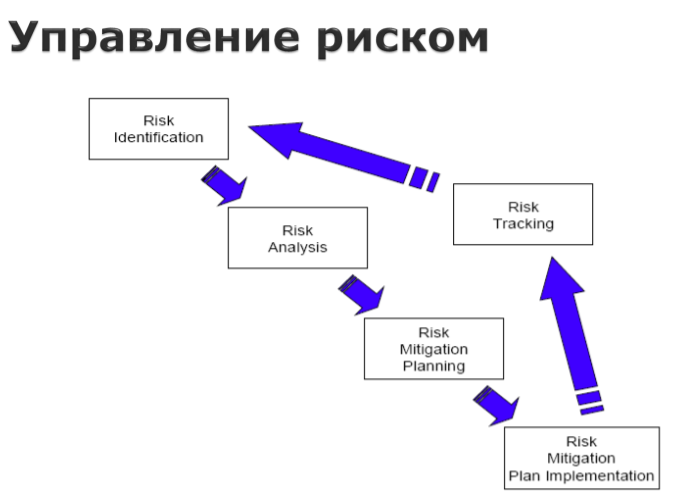 Управление риском
Risk
Identification
Risk
Analysis
Risk
Mitigation
Planning
Risk
Mitigation
Plan Implementation
Risk
Tracking